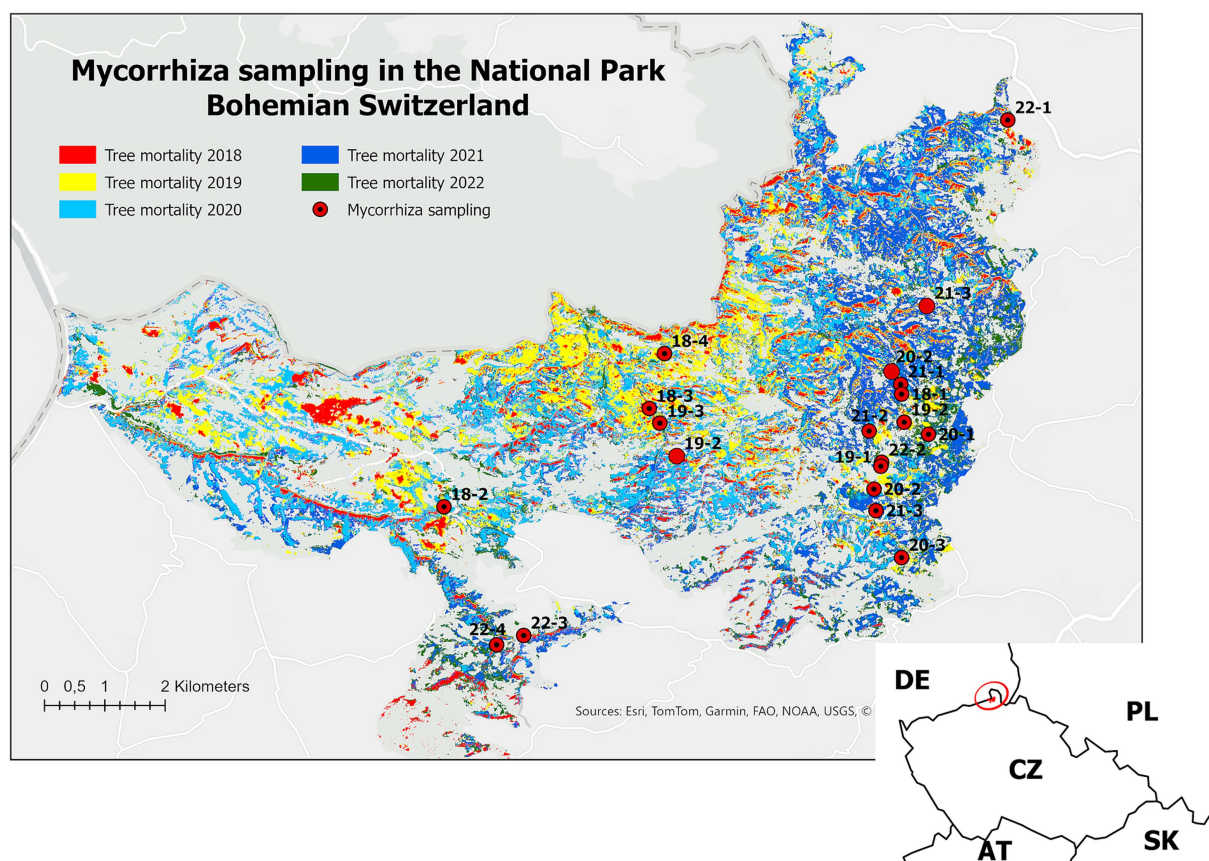 Mycorrhiza sampling in the National Park
Bohemian Switzerland
Tree mortality 2018
Tree mortality 2021
Tree mortality 2019
Tree mortality 2022
Tree mortality 2020
Mycorrhiza sampling
22-1
21-3
18-4
20-2
21-1
18-1
18-3
19-3
19-2
21-2
20-1
19-2
22-2
19-1
20-2
18-2
21-3
20-3
22-3
22-4
0 0,5 1 2 Kilometers
Sources: Esri, TomTom, Garmin, FAO, NOAA, USGS, ©
DE
PL
CZ
AT
SK